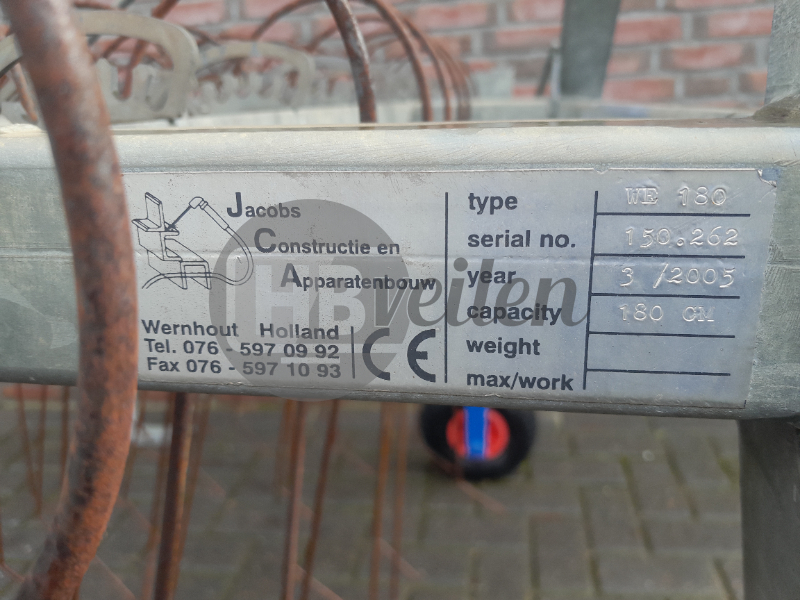 Jacobs
Constructie en
Apparatenbouw
Wernhout Holland
Tel. 076 - 597 09 92
Fax 076 - 597 10 93
CE
type WE 180
serial no. 150.262
year 3 /2005
capacity 180 CM
weight
max/work
HBveilen